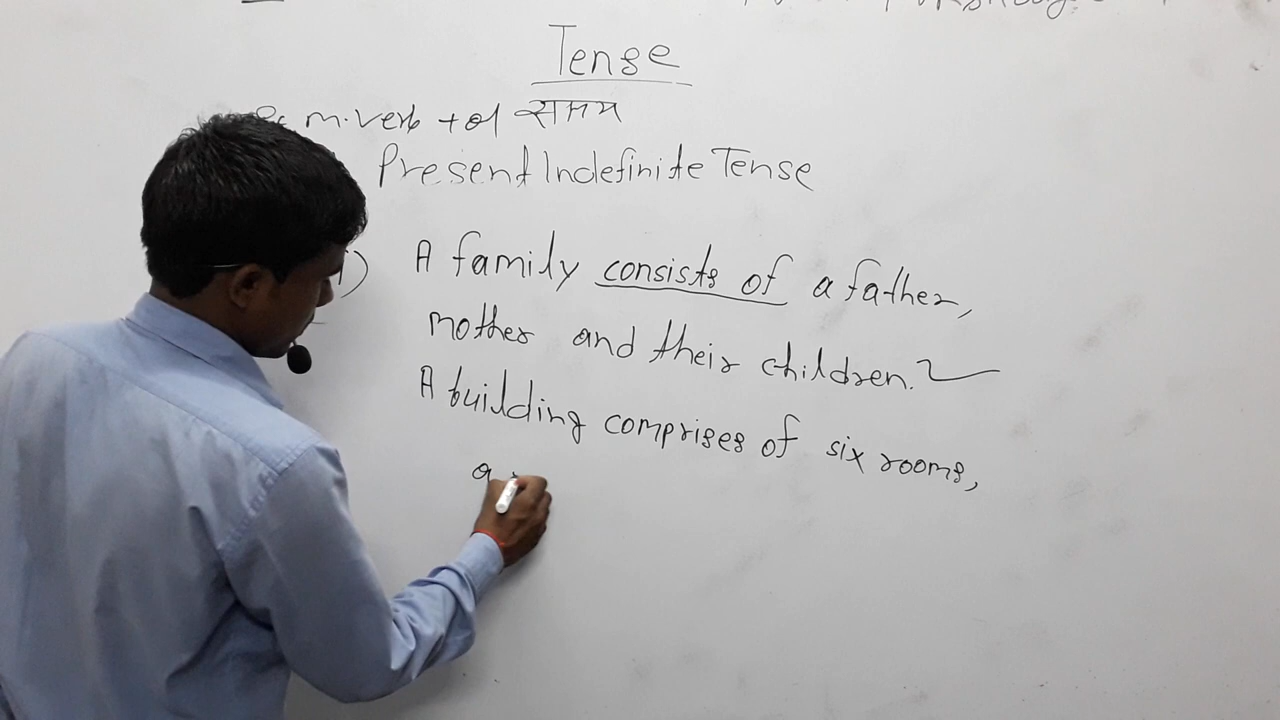 Tense
m.verb + of समय
Present Indefinite Tense
A family consists of a father,
mother and their children.
A building comprises of six rooms,
a